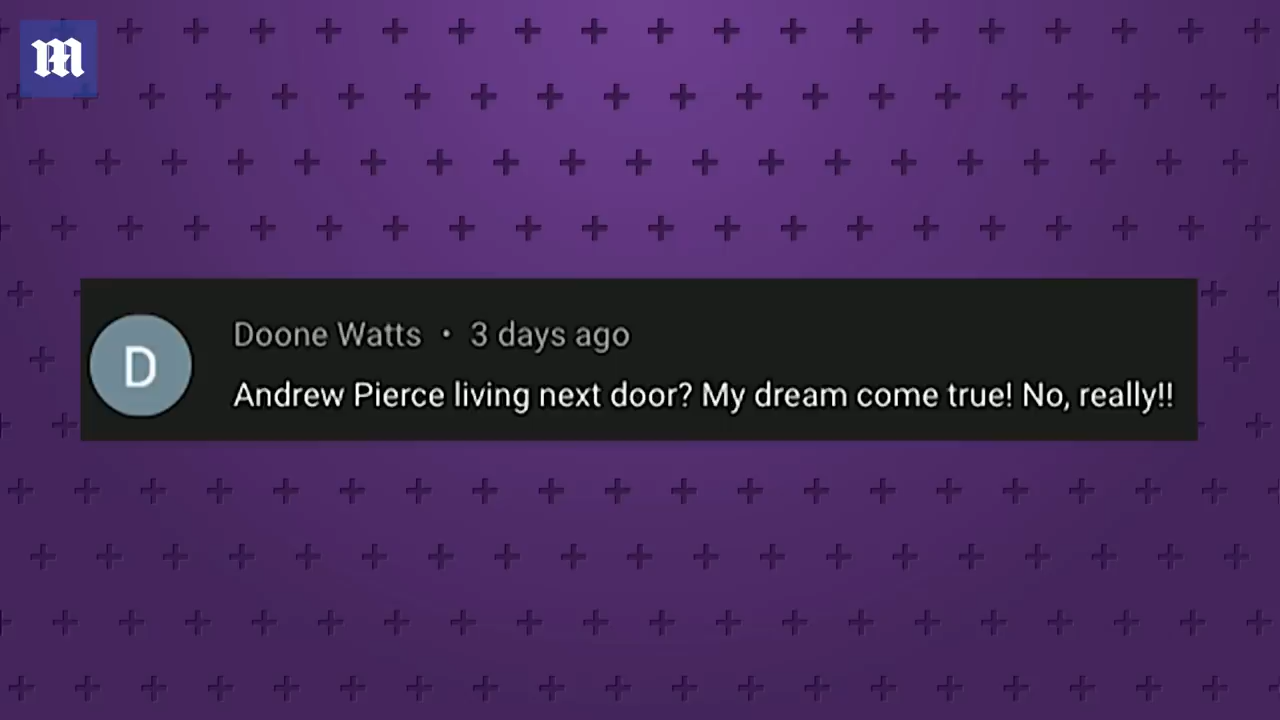 M
D
Doone Watts • 3 days ago
Andrew Pierce living next door? My dream come true! No, really!!